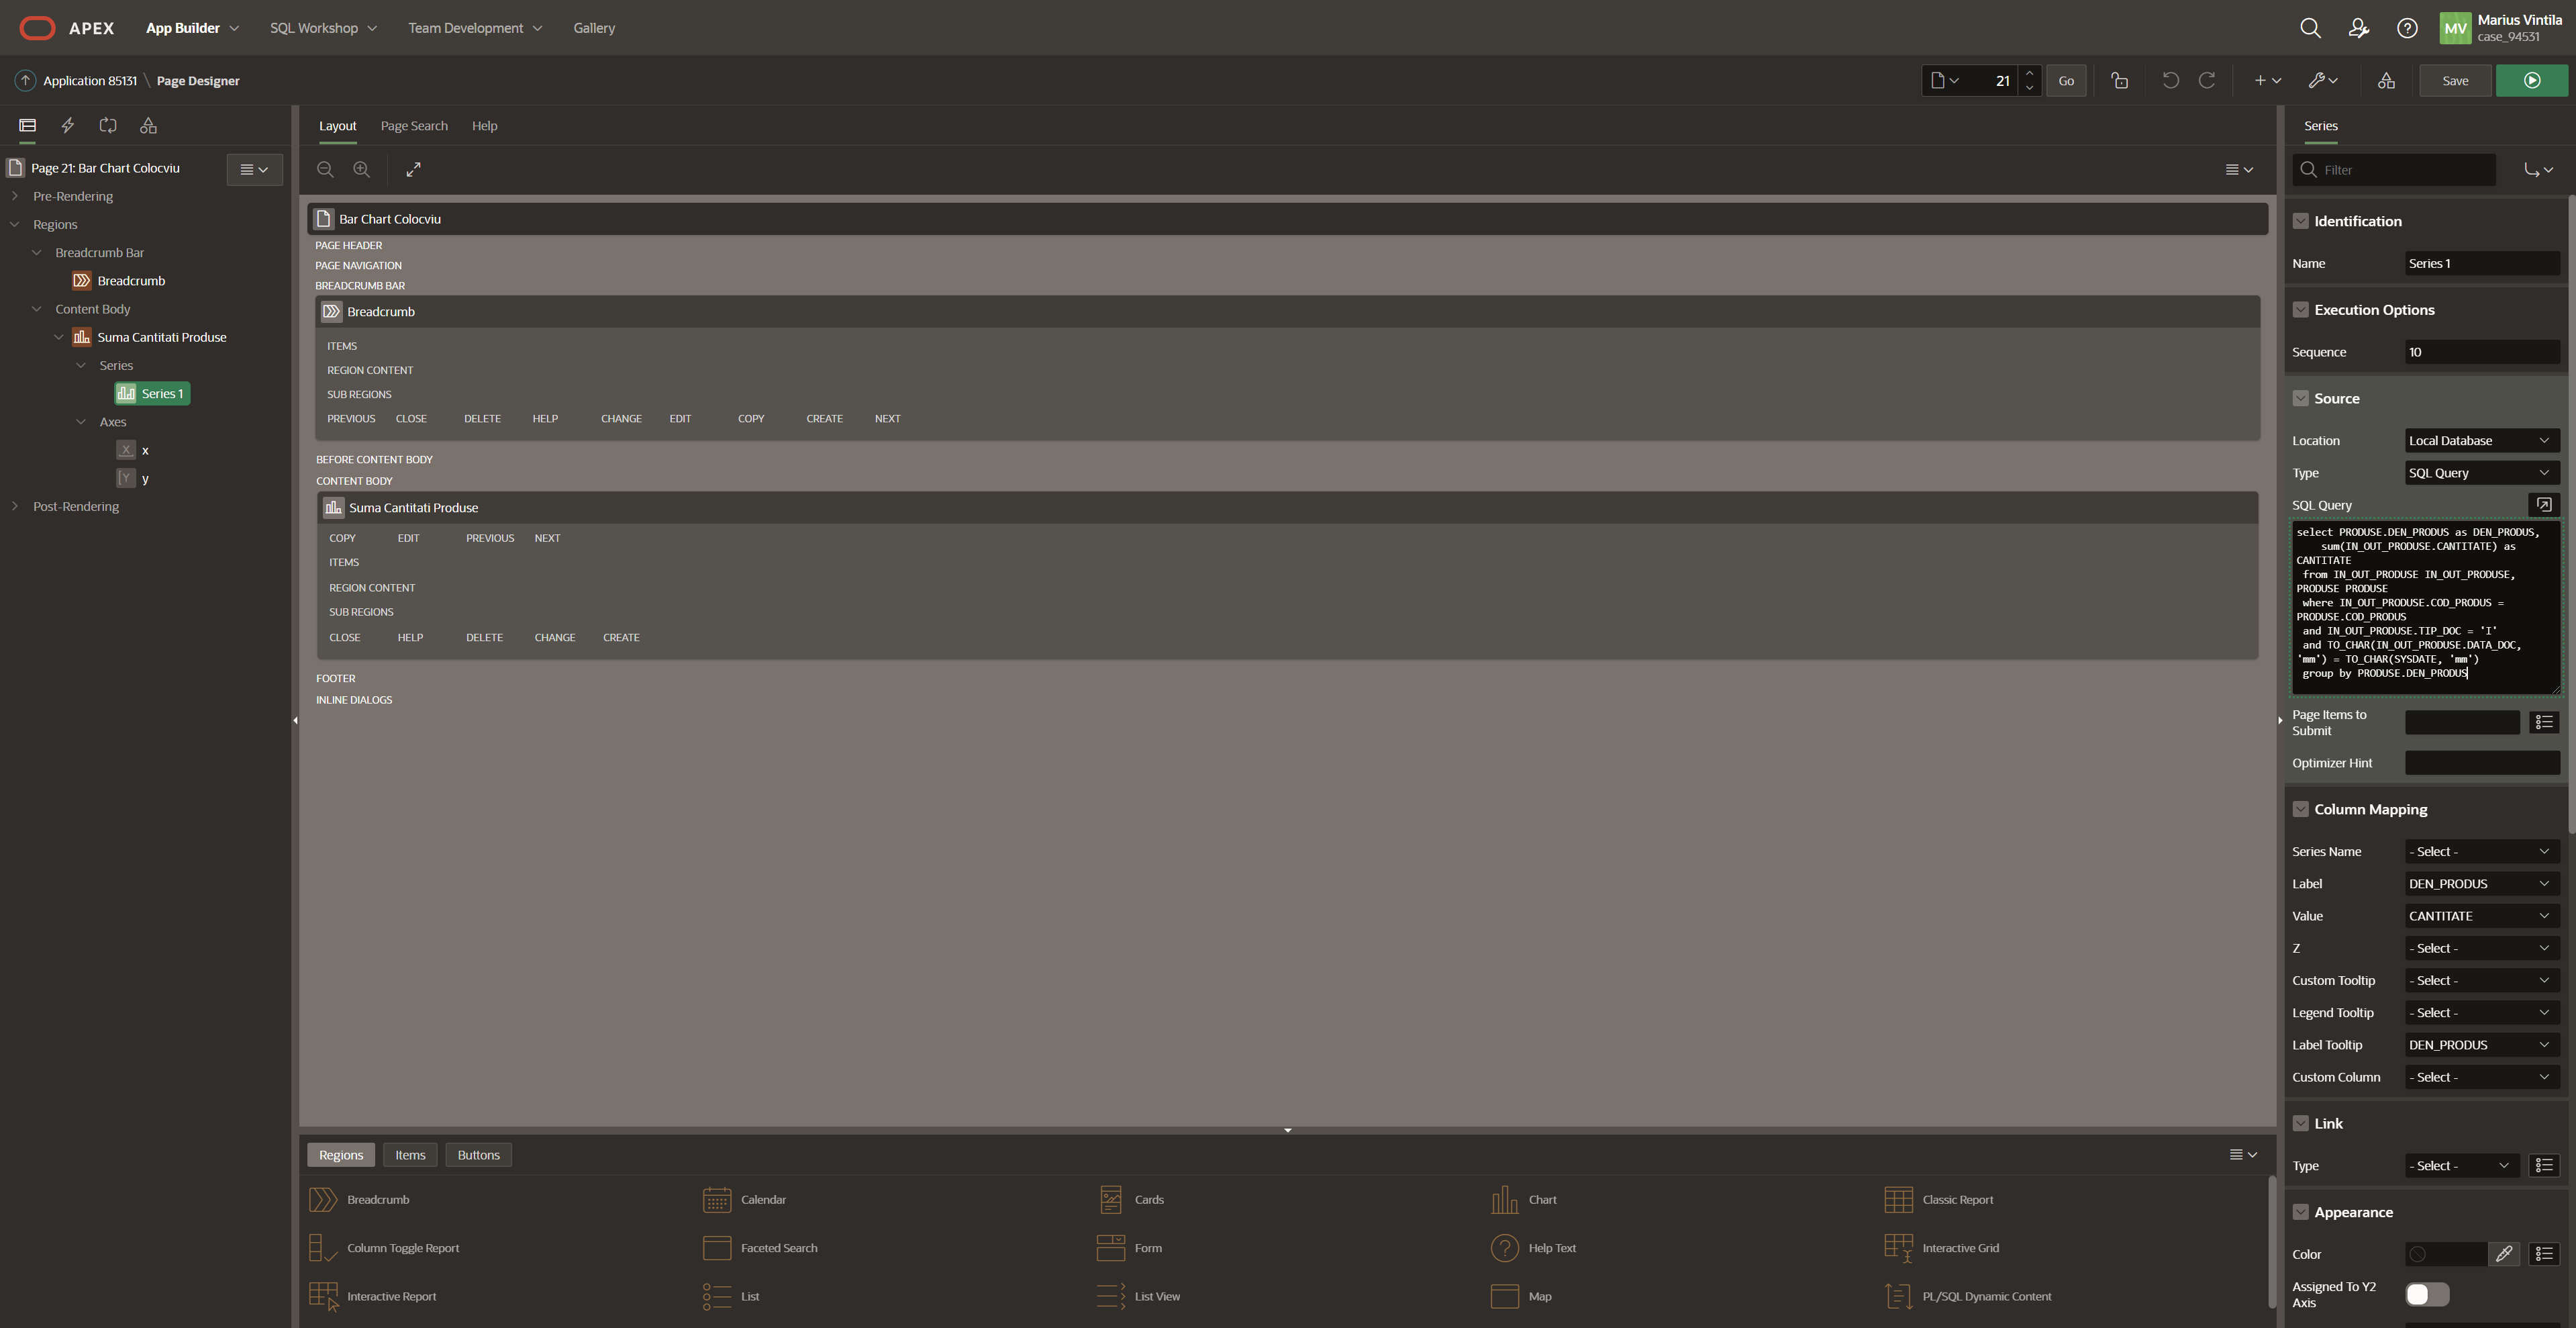 APEX App Builder SQL Workshop Team Development Gallery
MV Marius Vintila
case_94531
Application 85131 \ Page Designer
21 Go Save
Page 21: Bar Chart Colocviu
Pre-Rendering
Regions
Breadcrumb Bar
Breadcrumb
Content Body
Suma Cantitati Produse
Series
Series 1
Axes
X x
Y y
Post-Rendering
Layout Page Search Help
Bar Chart Colocviu
PAGE HEADER
PAGE NAVIGATION
BREADCRUMB BAR
Breadcrumb
ITEMS
REGION CONTENT
SUB REGIONS
PREVIOUS CLOSE DELETE HELP CHANGE EDIT COPY CREATE NEXT
BEFORE CONTENT BODY
CONTENT BODY
Suma Cantitati Produse
COPY EDIT PREVIOUS NEXT
ITEMS
REGION CONTENT
SUB REGIONS
CLOSE HELP DELETE CHANGE CREATE
FOOTER
INLINE DIALOGS
Regions Items Buttons
Breadcrumb Calendar Cards Chart Classic Report
Column Toggle Report Faceted Search Form Help Text Interactive Grid
Interactive Report List List View Map PL/SQL Dynamic Content
Series
Filter
Identification
Name Series 1
Execution Options
Sequence 10
Source
Location Local Database
Type SQL Query
SQL Query
select PRODUSE.DEN_PRODUS as DEN_PRODUS,
sum(IN_OUT_PRODUSE.CANTITATE) as
CANTITATE
from IN_OUT_PRODUSE IN_OUT_PRODUSE,
PRODUSE PRODUSE
where IN_OUT_PRODUSE.COD_PRODUS =
PRODUSE.COD_PRODUS
and IN_OUT_PRODUSE.TIP_DOC = 'I'
and TO_CHAR(IN_OUT_PRODUSE.DATA_DOC,
'mm') = TO_CHAR(SYSDATE, 'mm')
group by PRODUSE.DEN_PRODUS
Page Items to
Submit
Optimizer Hint
Column Mapping
Series Name - Select -
Label DEN_PRODUS
Value CANTITATE
Z - Select -
Custom Tooltip - Select -
Legend Tooltip - Select -
Label Tooltip DEN_PRODUS
Custom Column - Select -
Link
Type - Select -
Appearance
Color
Assigned To Y2
Axis